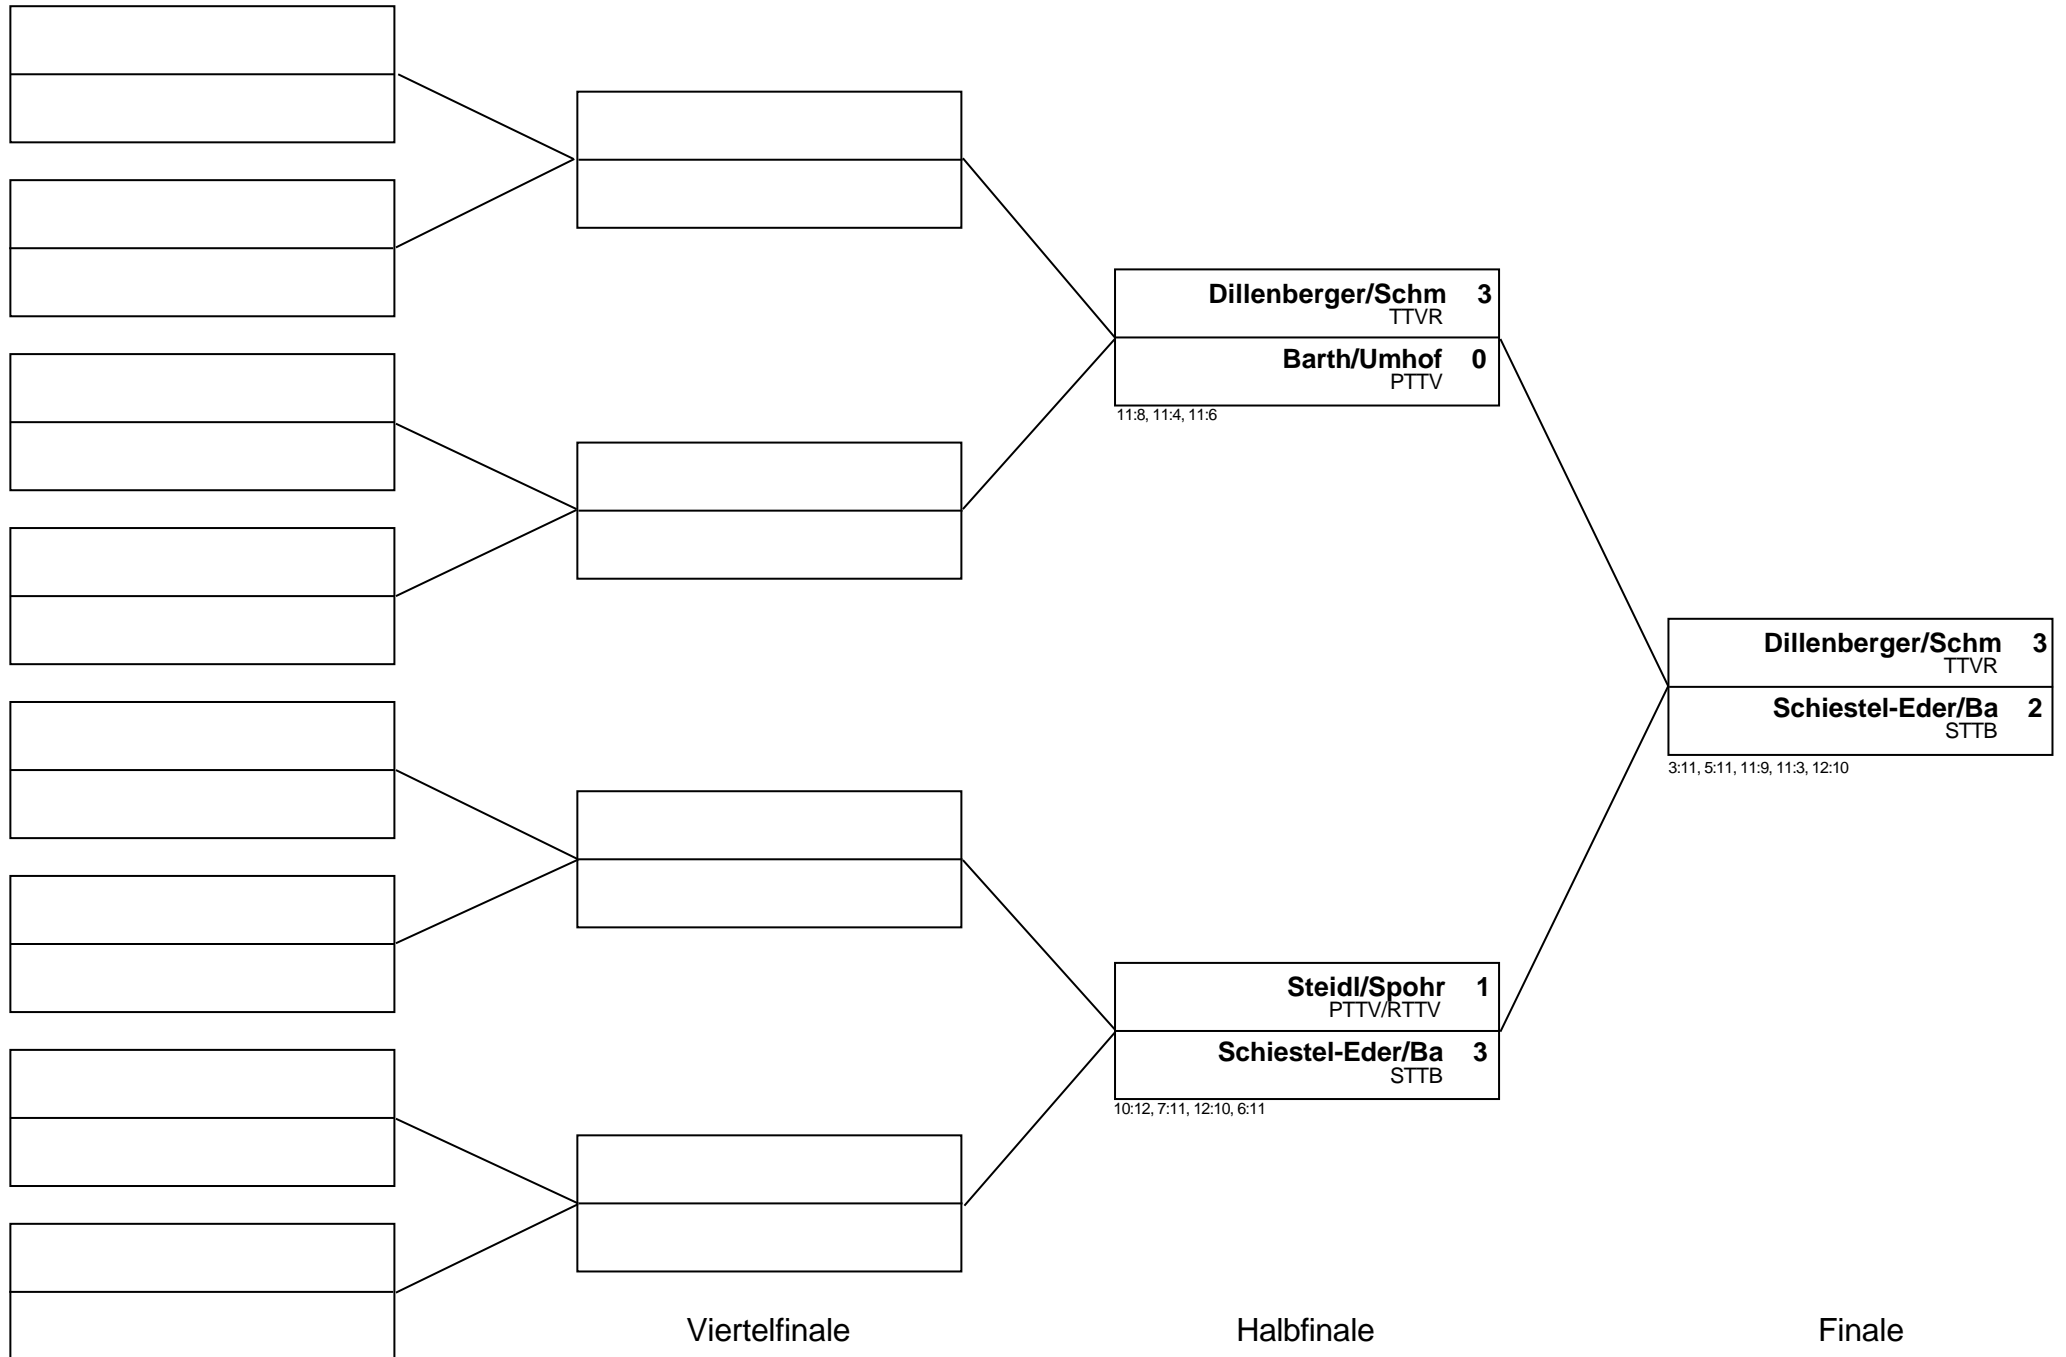 Dillenberger/Schm 3
TTVR
Barth/Umhof 0
PTTV
11:8, 11:4, 11:6
Dillenberger/Schm 3
TTVR
Schiestel-Eder/Ba 2
STTB
3:11, 5:11, 11:9, 11:3, 12:10
Steidl/Spohr 1
PTTV/RTTV
Schiestel-Eder/Ba 3
STTB
10:12, 7:11, 12:10, 6:11
Viertelfinale
Halbfinale
Finale